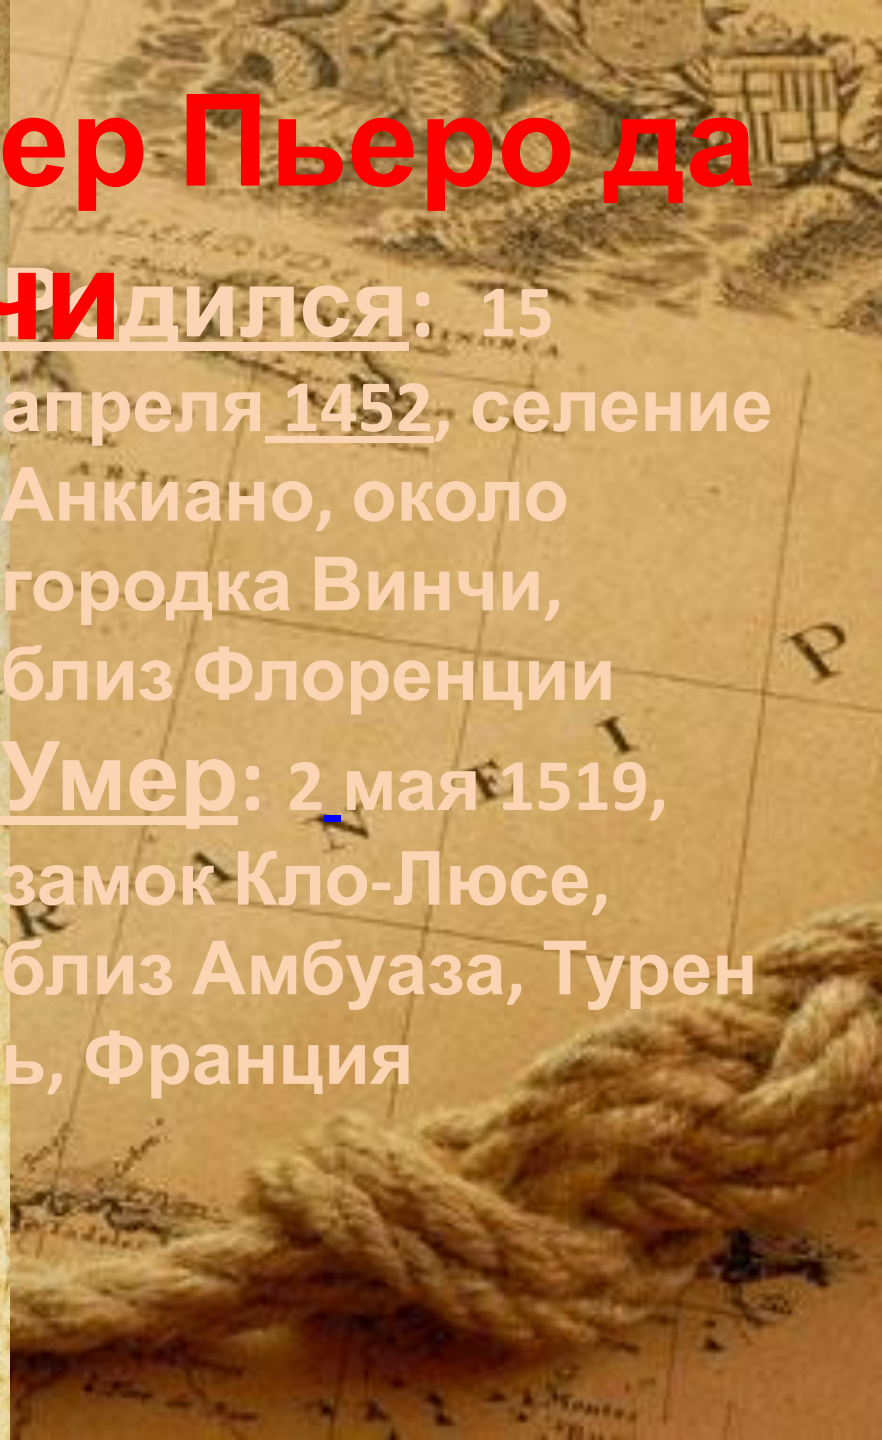 ер Пьеро да
чи
Родился: 15
апреля 1452, селение
Анкиано, около
городка Винчи,
близ Флоренции
Умер: 2 мая 1519,
замок Кло-Люсе,
близ Амбуаза, Турен
ь, Франция